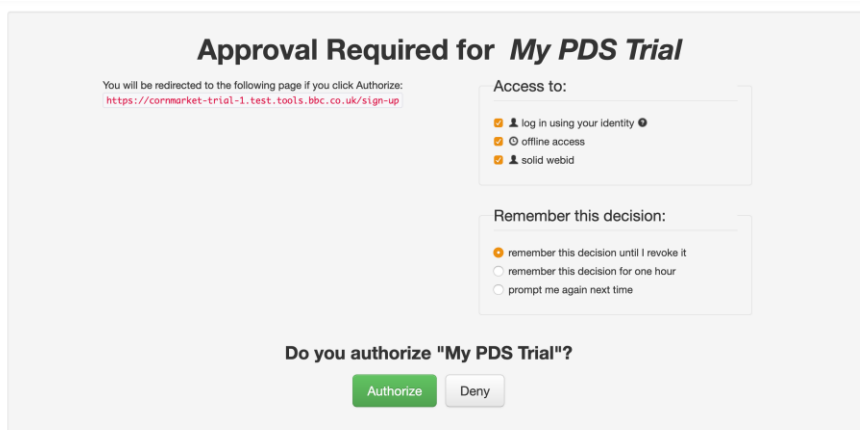 Approval Required for My PDS Trial
You will be redirected to the following page if you click Authorize:
https://cornmarket-trial-1.test.tools.bbc.co.uk/sign-up
Access to:
log in using your identity
offline access
solid webid
Remember this decision:
remember this decision until I revoke it
remember this decision for one hour
prompt me again next time
Do you authorize "My PDS Trial"?
Authorize
Deny